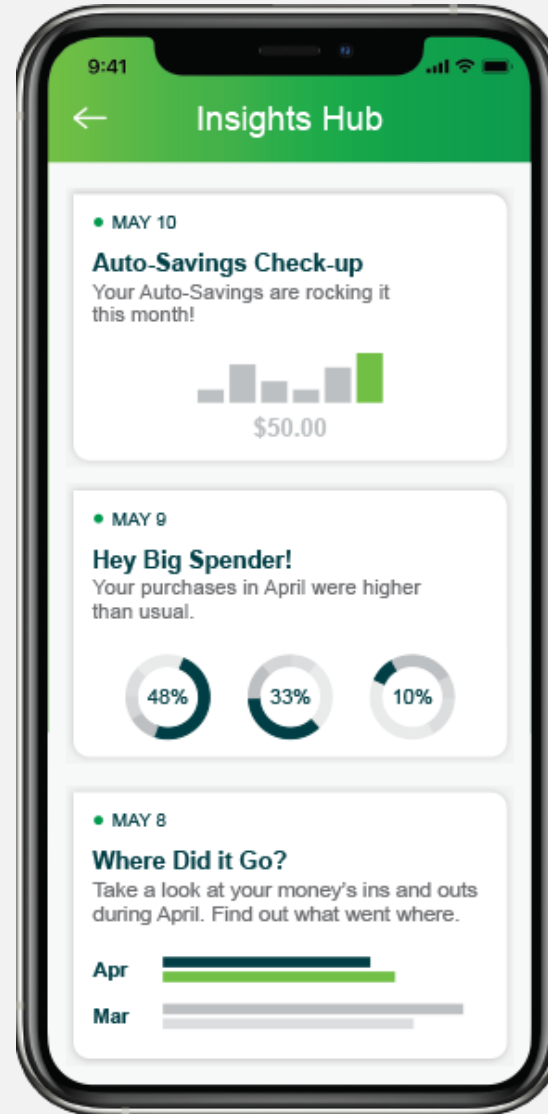 9:41
Insights Hub
MAY 10
Auto-Savings Check-up
Your Auto-Savings are rocking it
this month!
$50.00
MAY 9
Hey Big Spender!
Your purchases in April were higher
than usual.
48% 33% 10%
MAY 8
Where Did it Go?
Take a look at your money's ins and outs
during April. Find out what went where.
Apr
Mar